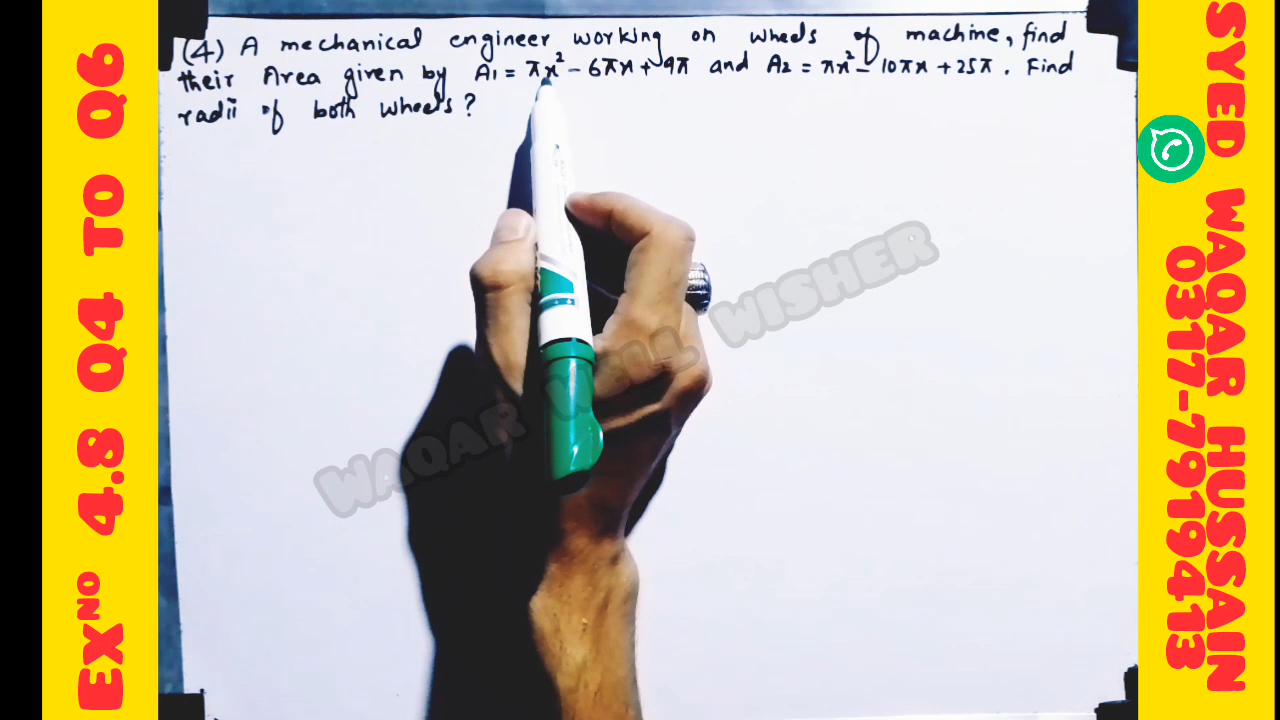 (4) A mechanical engineer working on wheels of machine, find
their Area given by A1 = πx² - 6πx + 9π and A2 = πx² - 10πx + 25π. Find
radii of both wheels?
WAQAR WELL WISHER
EXNO 4.8 Q4 TO Q6
SYED WAQAR HUSSAIN
0317-7919413